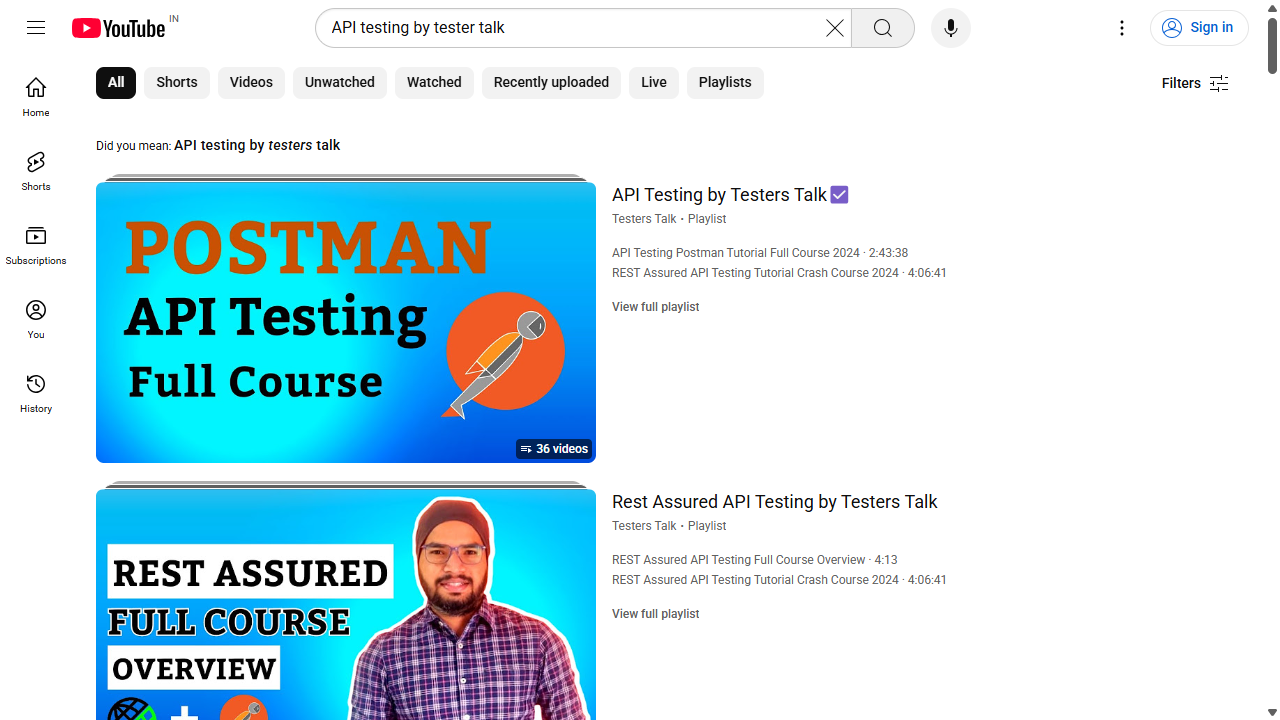 YouTube IN
API testing by tester talk
Sign in
All
Shorts
Videos
Unwatched
Watched
Recently uploaded
Live
Playlists
Filters
Home
Shorts
Subscriptions
You
History
Did you mean: API testing by testers talk
POSTMAN
API Testing
Full Course
36 videos
API Testing by Testers Talk
Testers Talk · Playlist
API Testing Postman Tutorial Full Course 2024 · 2:43:38
REST Assured API Testing Tutorial Crash Course 2024 · 4:06:41
View full playlist
REST ASSURED
FULL COURSE
OVERVIEW
Rest Assured API Testing by Testers Talk
Testers Talk · Playlist
REST Assured API Testing Full Course Overview · 4:13
REST Assured API Testing Tutorial Crash Course 2024 · 4:06:41
View full playlist